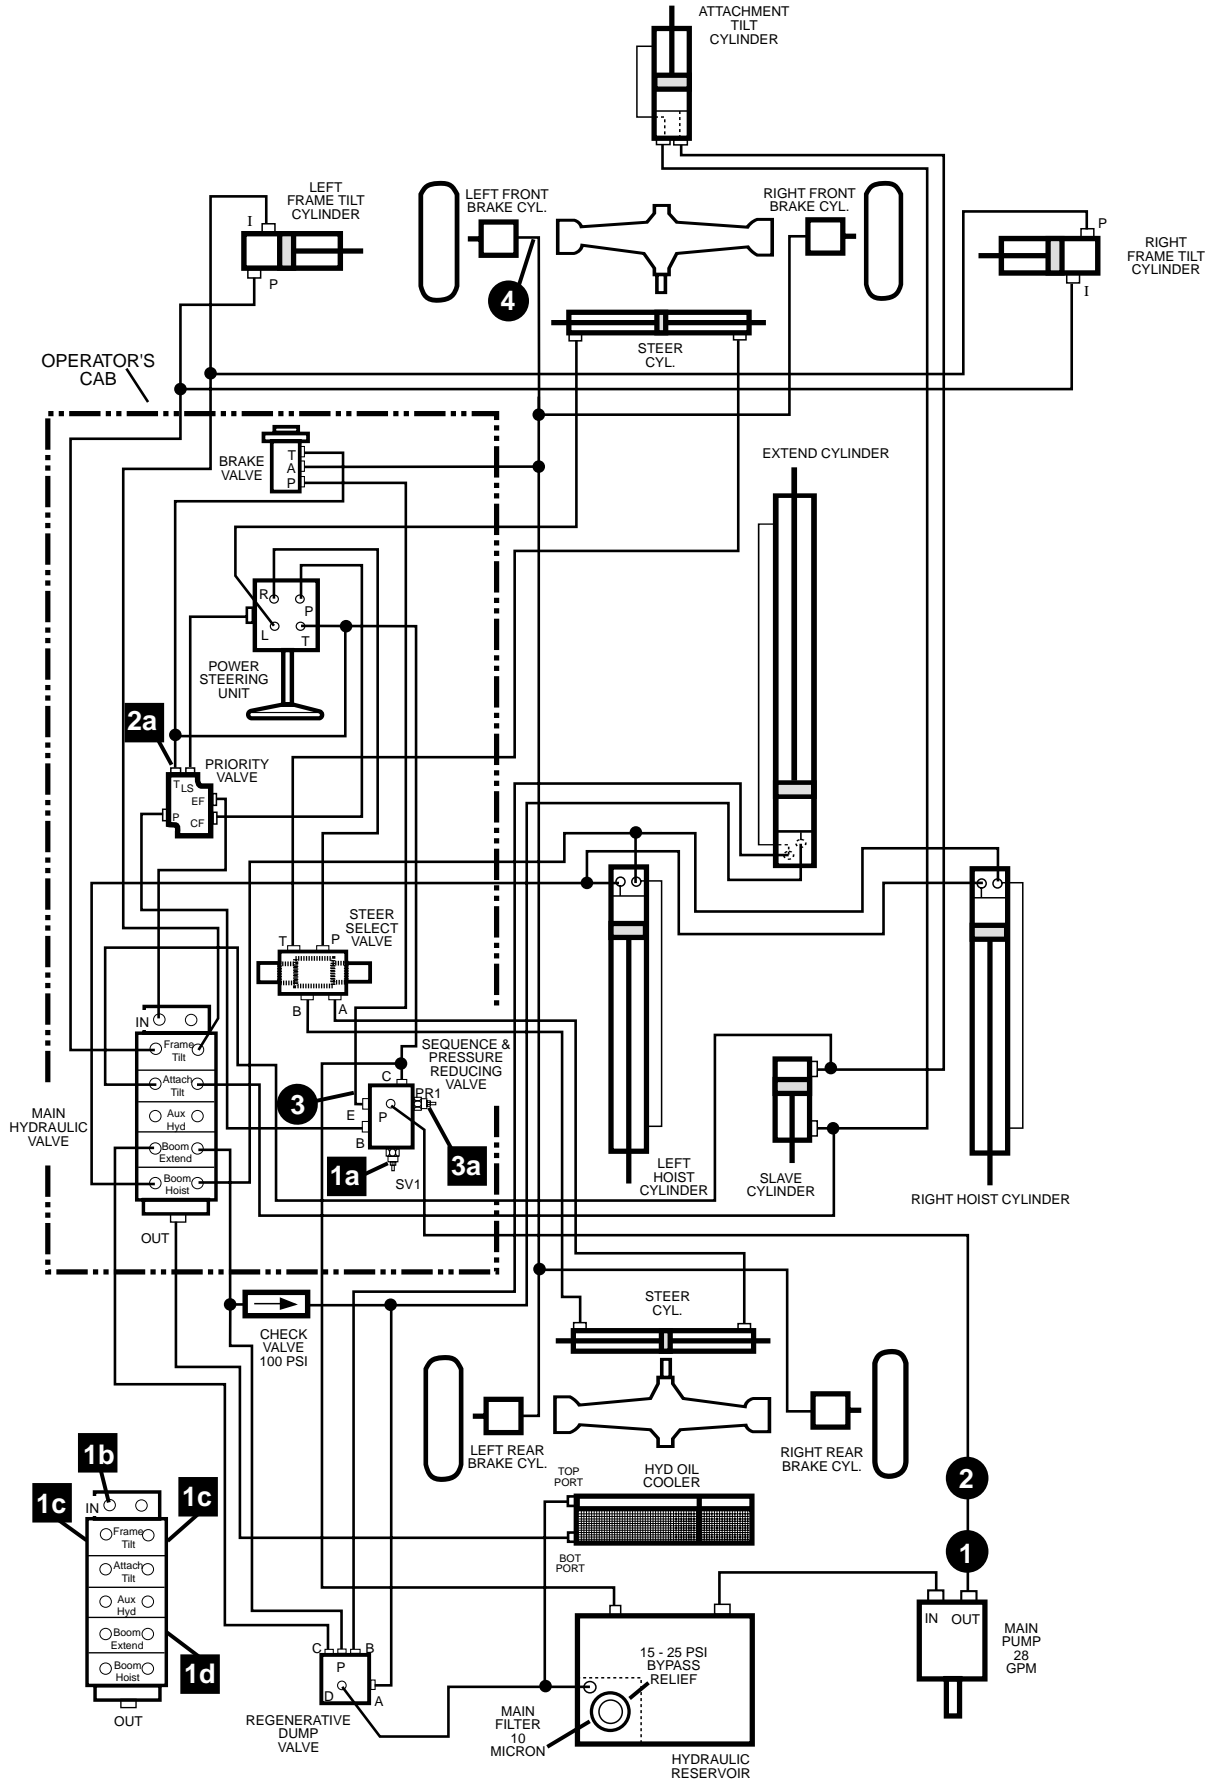 ATTACHMENT
TILT
CYLINDER
LEFT
FRAME TILT
CYLINDER
I
P
LEFT FRONT
BRAKE CYL.
RIGHT FRONT
BRAKE CYL.
P
I
RIGHT
FRAME TILT
CYLINDER
4
STEER
CYL.
OPERATOR'S
CAB
BRAKE
VALVE
T
A
P
EXTEND CYLINDER
R
P
L
T
POWER
STEERING
UNIT
2a
PRIORITY
VALVE
T
LS
EF
P
CF
STEER
SELECT
VALVE
T
P
B
A
IN
Frame
Tilt
Attach
Tilt
Aux
Hyd
Boom
Extend
Boom
Hoist
OUT
MAIN
HYDRAULIC
VALVE
SEQUENCE &
PRESSURE
REDUCING
VALVE
C
PR1
E
P
B
3
1a
3a
SV1
LEFT
HOIST
CYLINDER
SLAVE
CYLINDER
RIGHT HOIST CYLINDER
CHECK
VALVE
100 PSI
STEER
CYL.
LEFT REAR
BRAKE CYL.
RIGHT REAR
BRAKE CYL.
HYD OIL
COOLER
TOP
PORT
BOT
PORT
2
1
1b
1c
1c
IN
Frame
Tilt
Attach
Tilt
Aux
Hyd
Boom
Extend
Boom
Hoist
1d
OUT
C
B
P
D
A
REGENERATIVE
DUMP
VALVE
15 - 25 PSI
BYPASS
RELIEF
MAIN
FILTER
10
MICRON
HYDRAULIC
RESERVOIR
IN
OUT
MAIN
PUMP
28
GPM